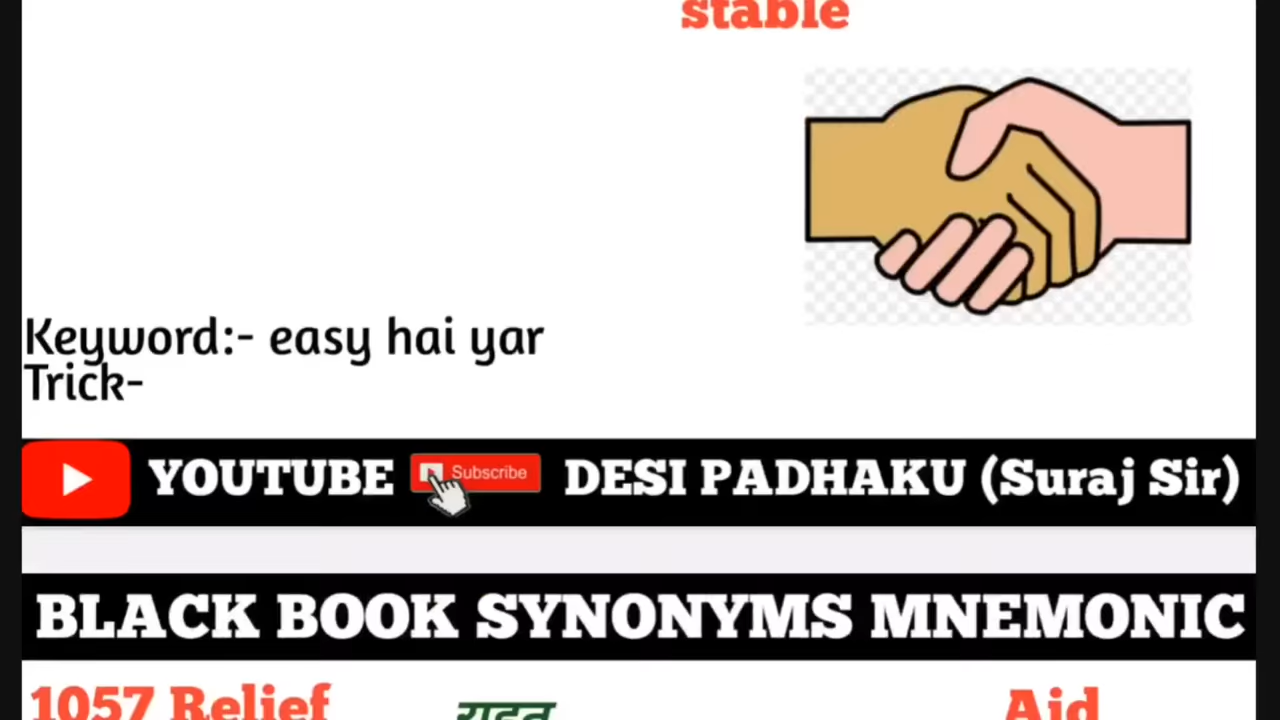 stable
Keyword:- easy hai yar
Trick-
YOUTUBE Subscribe DESI PADHAKU (Suraj Sir)
BLACK BOOK SYNONYMS MNEMONIC
1057 Relief राहत Aid